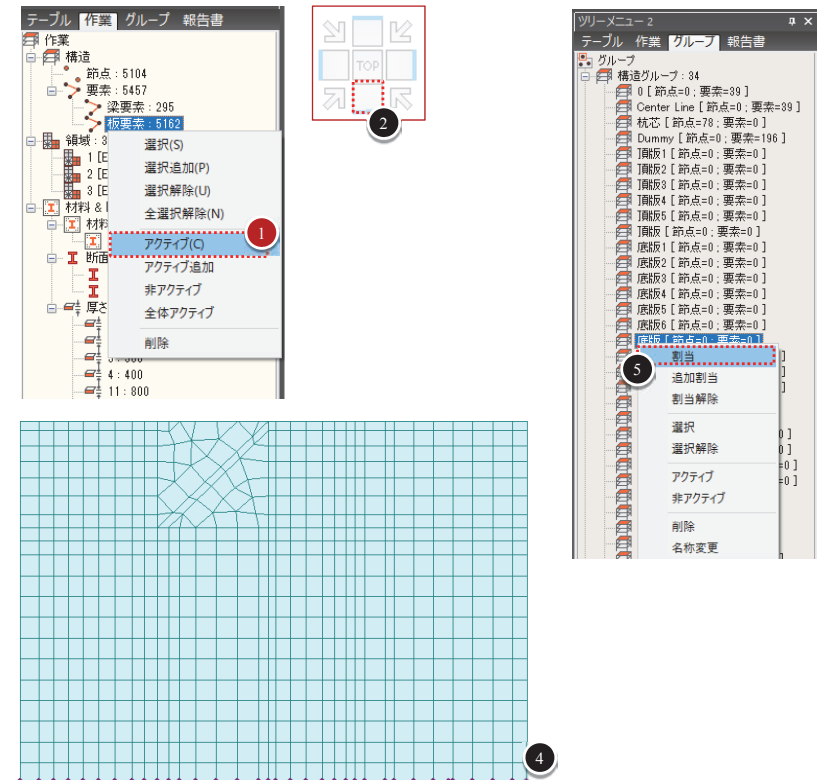 テーブル 作業 グループ 報告書
作業
構造
節点 : 5104
要素 : 5457
梁要素 : 295
板要素 : 5162
領域 : 3
1 [E
2 [E
3 [E
材料 &
材料
断面
厚さ
4 : 400
11 : 800
選択(S)
選択追加(P)
選択解除(U)
全選択解除(N)
アクティブ(C)
アクティブ追加
非アクティブ
全体アクティブ
削除
1
TOP
2
ツリーメニュー 2
テーブル 作業 グループ 報告書
グループ
構造グループ : 34
0 [ 節点=0 ; 要素=39 ]
Center Line [ 節点=0 ; 要素=39 ]
杭芯 [ 節点=78 ; 要素=0 ]
Dummy [ 節点=0 ; 要素=196 ]
頂版1 [ 節点=0 ; 要素=0 ]
頂版2 [ 節点=0 ; 要素=0 ]
頂版3 [ 節点=0 ; 要素=0 ]
頂版4 [ 節点=0 ; 要素=0 ]
頂版5 [ 節点=0 ; 要素=0 ]
頂版 [ 節点=0 ; 要素=0 ]
底版1 [ 節点=0 ; 要素=0 ]
底版2 [ 節点=0 ; 要素=0 ]
底版3 [ 節点=0 ; 要素=0 ]
底版4 [ 節点=0 ; 要素=0 ]
底版5 [ 節点=0 ; 要素=0 ]
底版6 [ 節点=0 ; 要素=0 ]
底版 [ 節点=0 ; 要素=0 ]
割当
追加割当
割当解除
選択
選択解除
アクティブ
非アクティブ
削除
名称変更
]
]
]
0 ]
0 ]
=0 ]
=0 ]
5
4